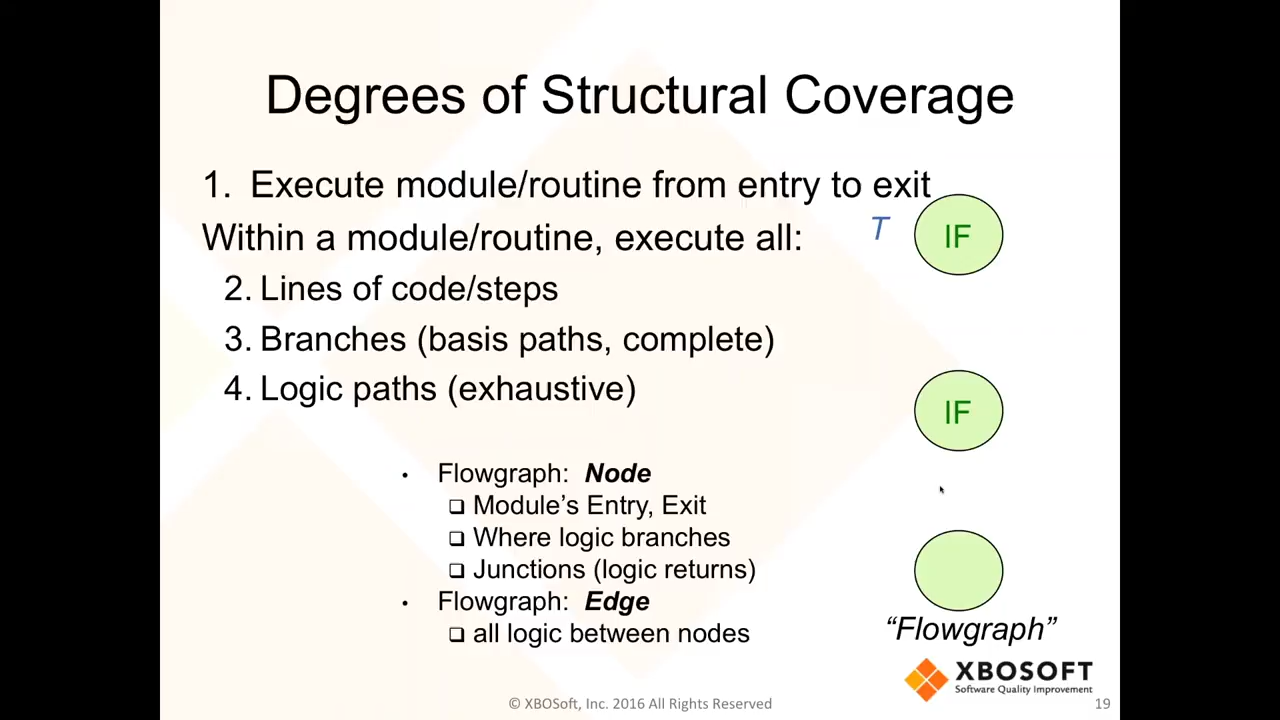 Degrees of Structural Coverage
1. Execute module/routine from entry to exit
Within a module/routine, execute all:
2. Lines of code/steps
3. Branches (basis paths, complete)
4. Logic paths (exhaustive)
T
IF
IF
• Flowgraph: Node
❑ Module’s Entry, Exit
❑ Where logic branches
❑ Junctions (logic returns)
• Flowgraph: Edge
❑ all logic between nodes
“Flowgraph”
XBOSOFT
Software Quality Improvement
© XBOSoft, Inc. 2016 All Rights Reserved
19